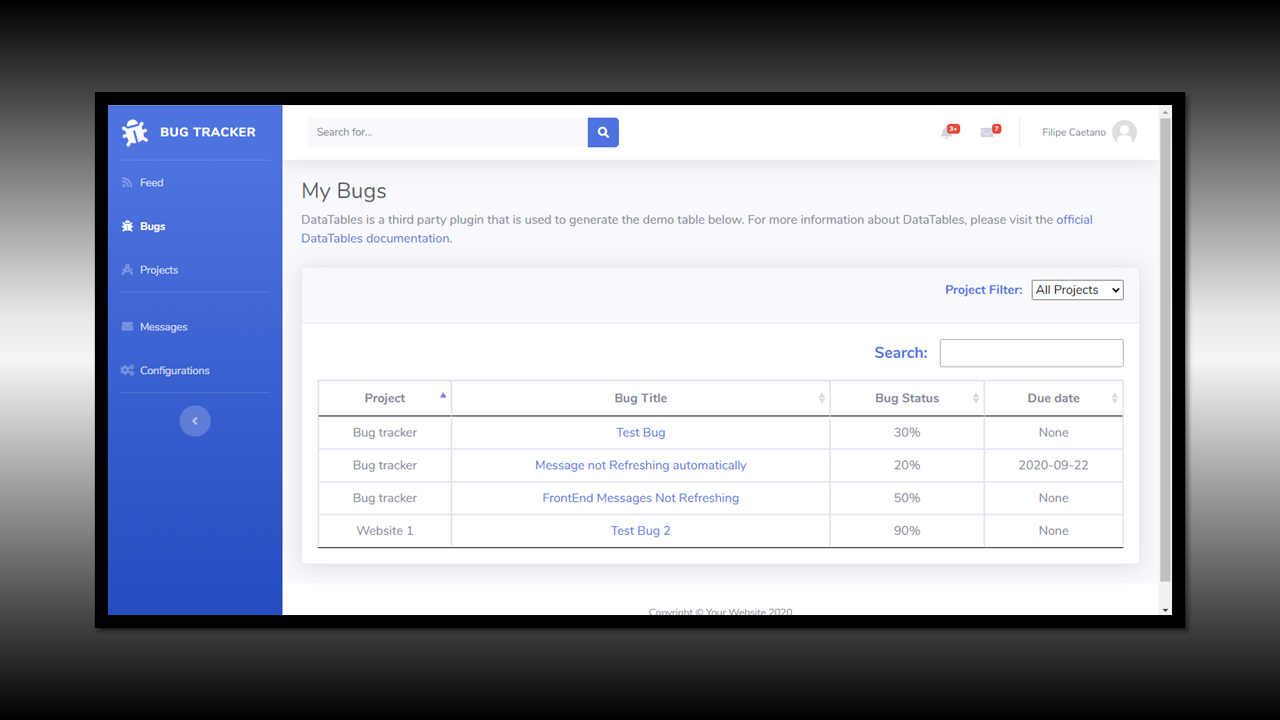 BUG TRACKER
Search for...
3+
7
Filipe Caetano
Feed
Bugs
Projects
Messages
Configurations
My Bugs
DataTables is a third party plugin that is used to generate the demo table below. For more information about DataTables, please visit the official
DataTables documentation.
Project Filter: All Projects
Search:
Project Bug Title Bug Status Due date
Bug tracker Test Bug 30% None
Bug tracker Message not Refreshing automatically 20% 2020-09-22
Bug tracker FrontEnd Messages Not Refreshing 50% None
Website 1 Test Bug 2 90% None
Copyright © Your Website 2020